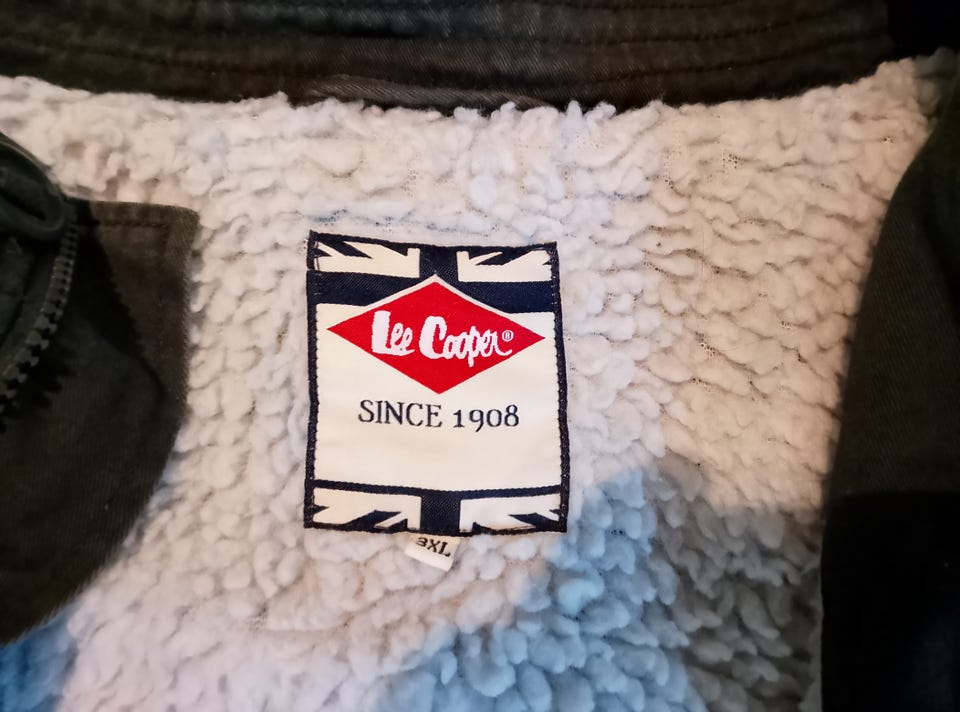 Lee Cooper®
SINCE 1908
3XL